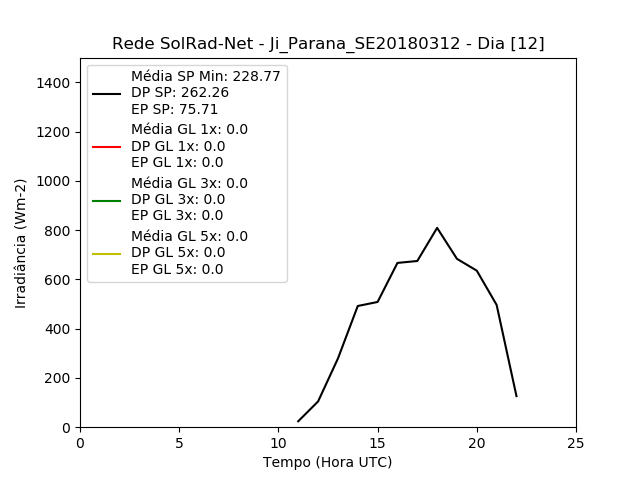 Rede SolRad-Net - Ji_Parana_SE20180312 - Dia [12]
Média SP Min: 228.77
DP SP: 262.26
EP SP: 75.71
Média GL 1x: 0.0
DP GL 1x: 0.0
EP GL 1x: 0.0
Média GL 3x: 0.0
DP GL 3x: 0.0
EP GL 3x: 0.0
Média GL 5x: 0.0
DP GL 5x: 0.0
EP GL 5x: 0.0
Irradiância (Wm-2)
1400
1200
1000
800
600
400
200
0
0 5 10 15 20 25
Tempo (Hora UTC)